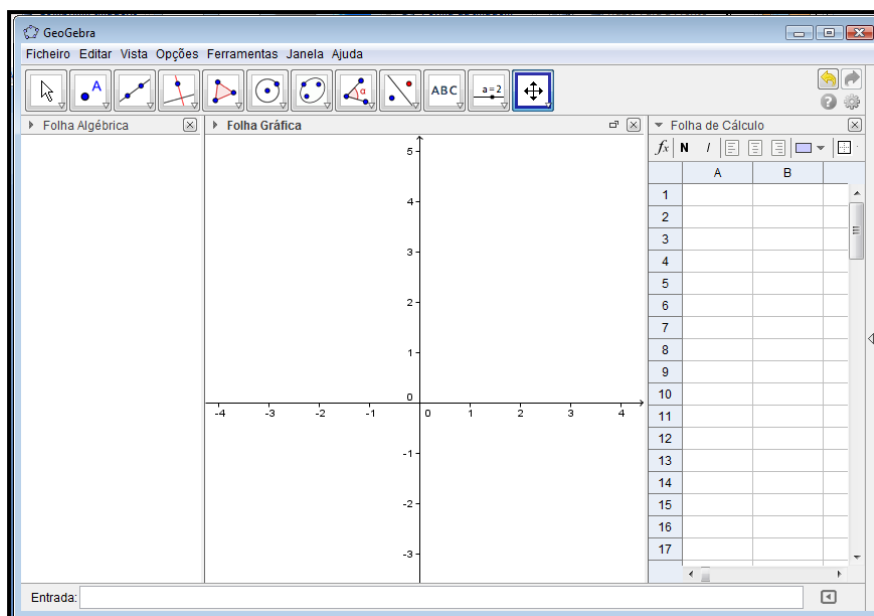 GeoGebra
Ficheiro Editar Vista Opções Ferramentas Janela Ajuda
A
α
ABC
a=2
Folha Algébrica
Folha Gráfica
Folha de Cálculo
fx N I
A B
5
4
3
2
1
0
-4 -3 -2 -1 0 1 2 3 4
-1
-2
-3
1
2
3
4
5
6
7
8
9
10
11
12
13
14
15
16
17
Entrada: